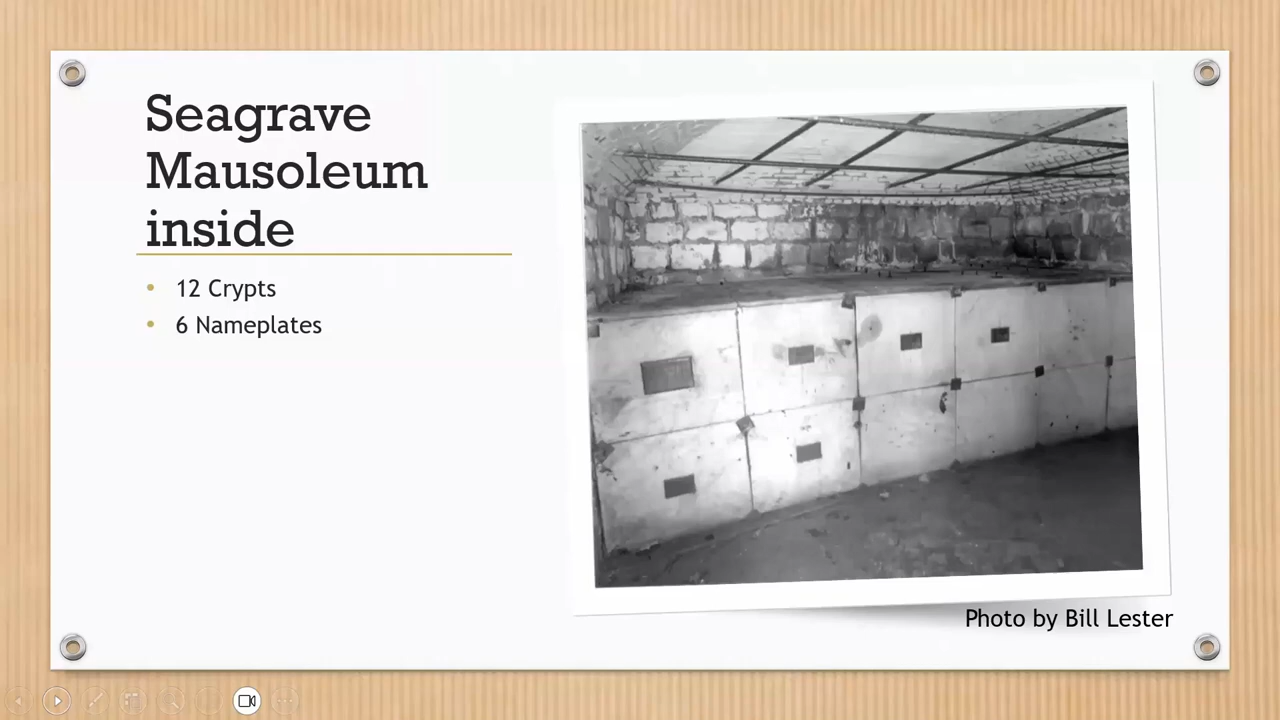 Seagrave
Mausoleum
inside
• 12 Crypts
• 6 Nameplates
Photo by Bill Lester